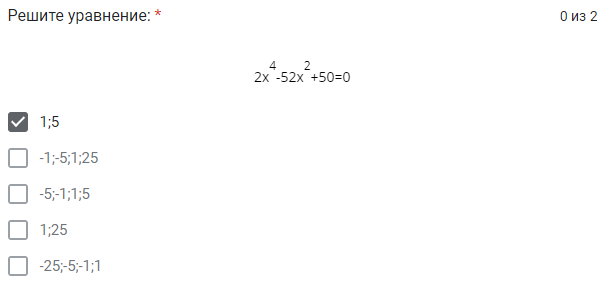 Решите уравнение: *
0 из 2
2x⁴-52x²+50=0
1;5
-1;-5;1;25
-5;-1;1;5
1;25
-25;-5;-1;1